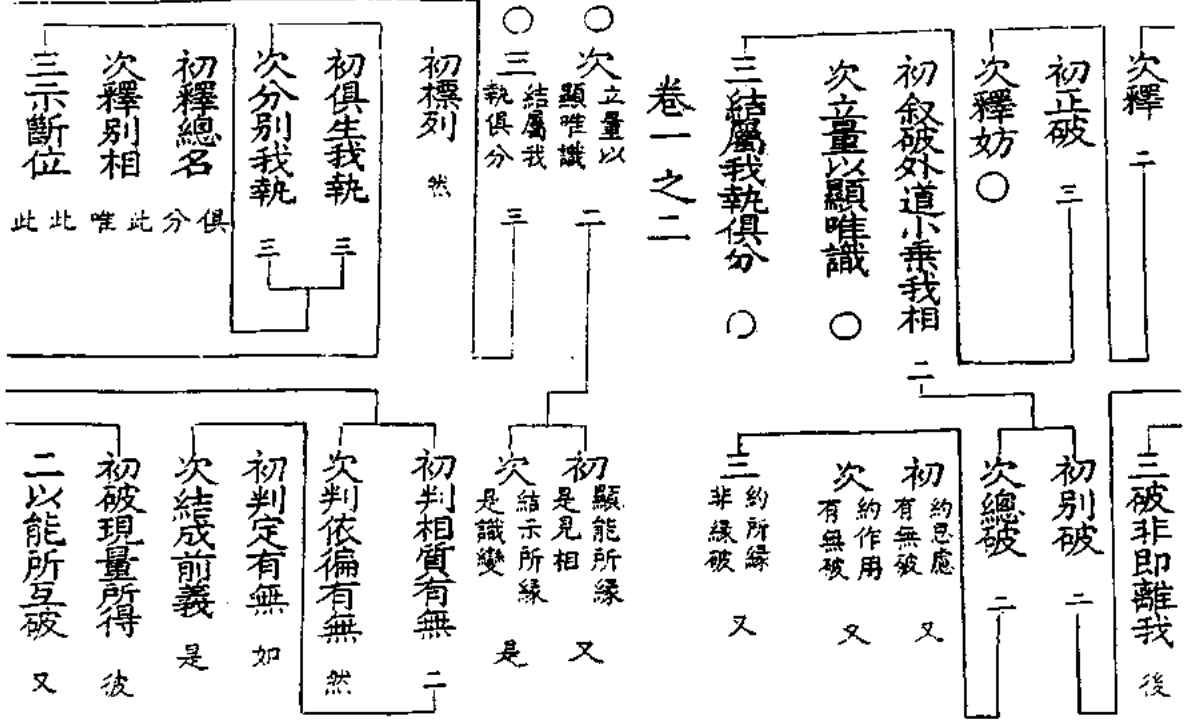 次釋 二
初正破 三
次釋妨 ○
初叙破外道小乗我相 二
次立量以顯唯識 ○
三結屬我執俱分 ○
卷一之二
○次立量以顯唯識 二
○三結屬我執俱分 三
初標列 然
初俱生我執 三
次分別我執 三
初釋總名 俱分
次釋別相 此唯
三示斷位 此此
三破非即離我 後
初別破 二
次總破 二
初約思慮有無破 又
次約作用有無破 又
三約所緣非緣破 又
初顯能所緣是見相 又
次結示所緣是識變 是
初判相質有無 二
次判依徧有無 然
初判定有無 如
次結成前義 是
初破現量所得 彼
二以能所互破 又